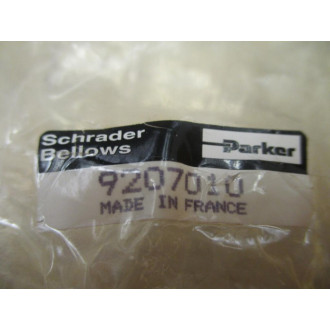 Schrader
Bellows
Parker
9207010
MADE IN FRANCE